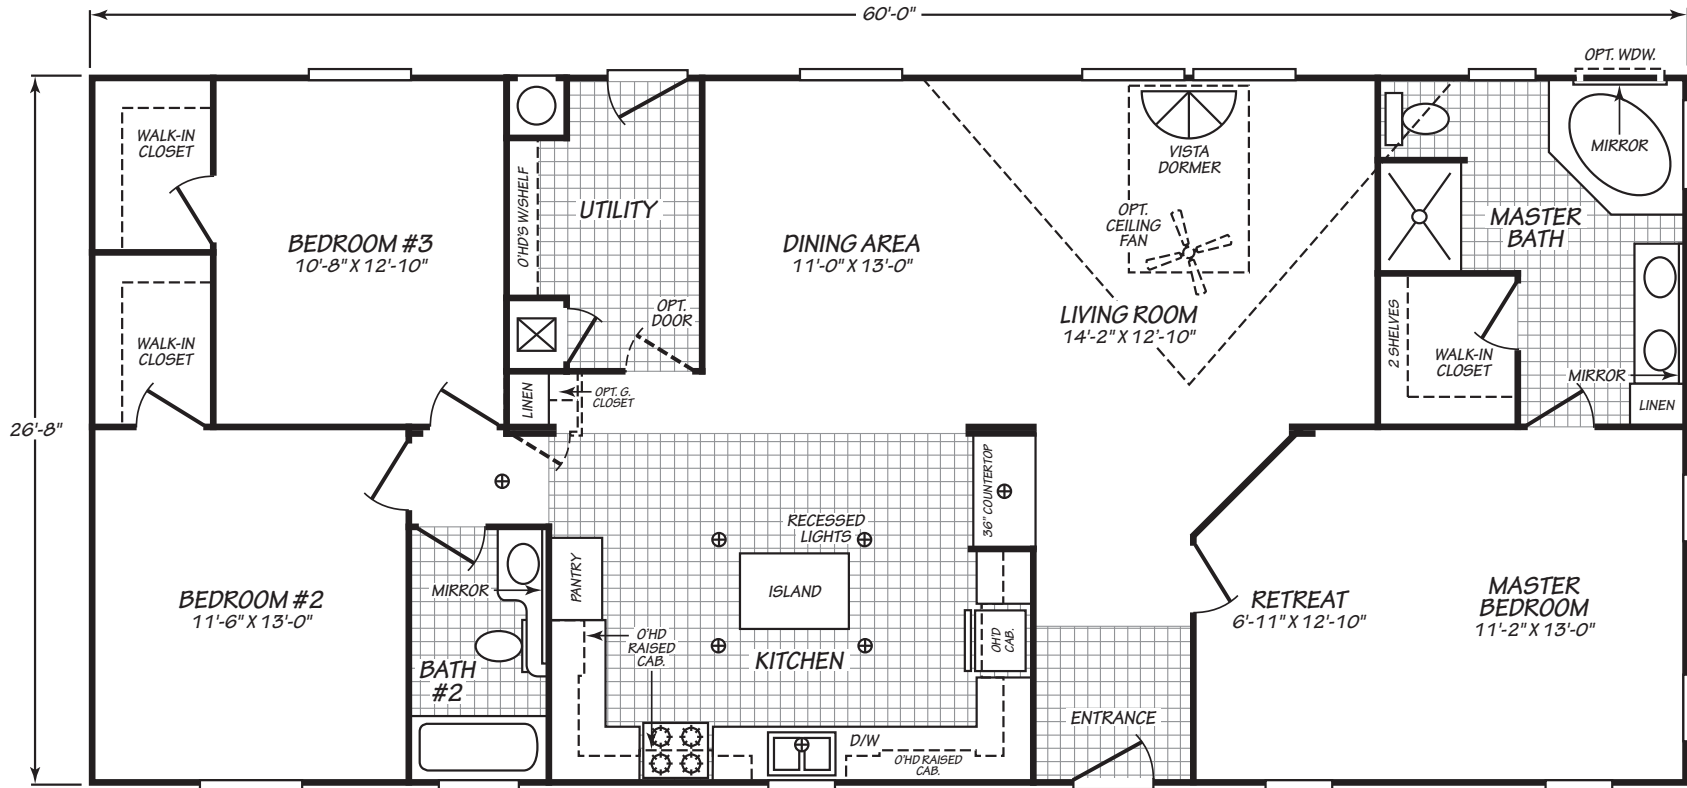 60'-0"
OPT. WDW.
26'-8"
WALK-IN
CLOSET
WALK-IN
CLOSET
BEDROOM #3
10'-8" X 12'-10"
O'HD'S W/SHELF
UTILITY
OPT.
DOOR
LINEN
OPT. G.
CLOSET
DINING AREA
11'-0" X 13'-0"
VISTA
DORMER
OPT.
CEILING
FAN
LIVING ROOM
14'-2" X 12'-10"
MIRROR
MASTER
BATH
2 SHELVES
WALK-IN
CLOSET
MIRROR
LINEN
BEDROOM #2
11'-6" X 13'-0"
MIRROR
BATH
#2
PANTRY
O'HD
RAISED
CAB.
RECESSED
LIGHTS
ISLAND
KITCHEN
36" COUNTERTOP
OH'D
CAB.
D/W
O'HD RAISED
CAB.
ENTRANCE
RETREAT
6'-11" X 12'-10"
MASTER
BEDROOM
11'-2" X 13'-0"